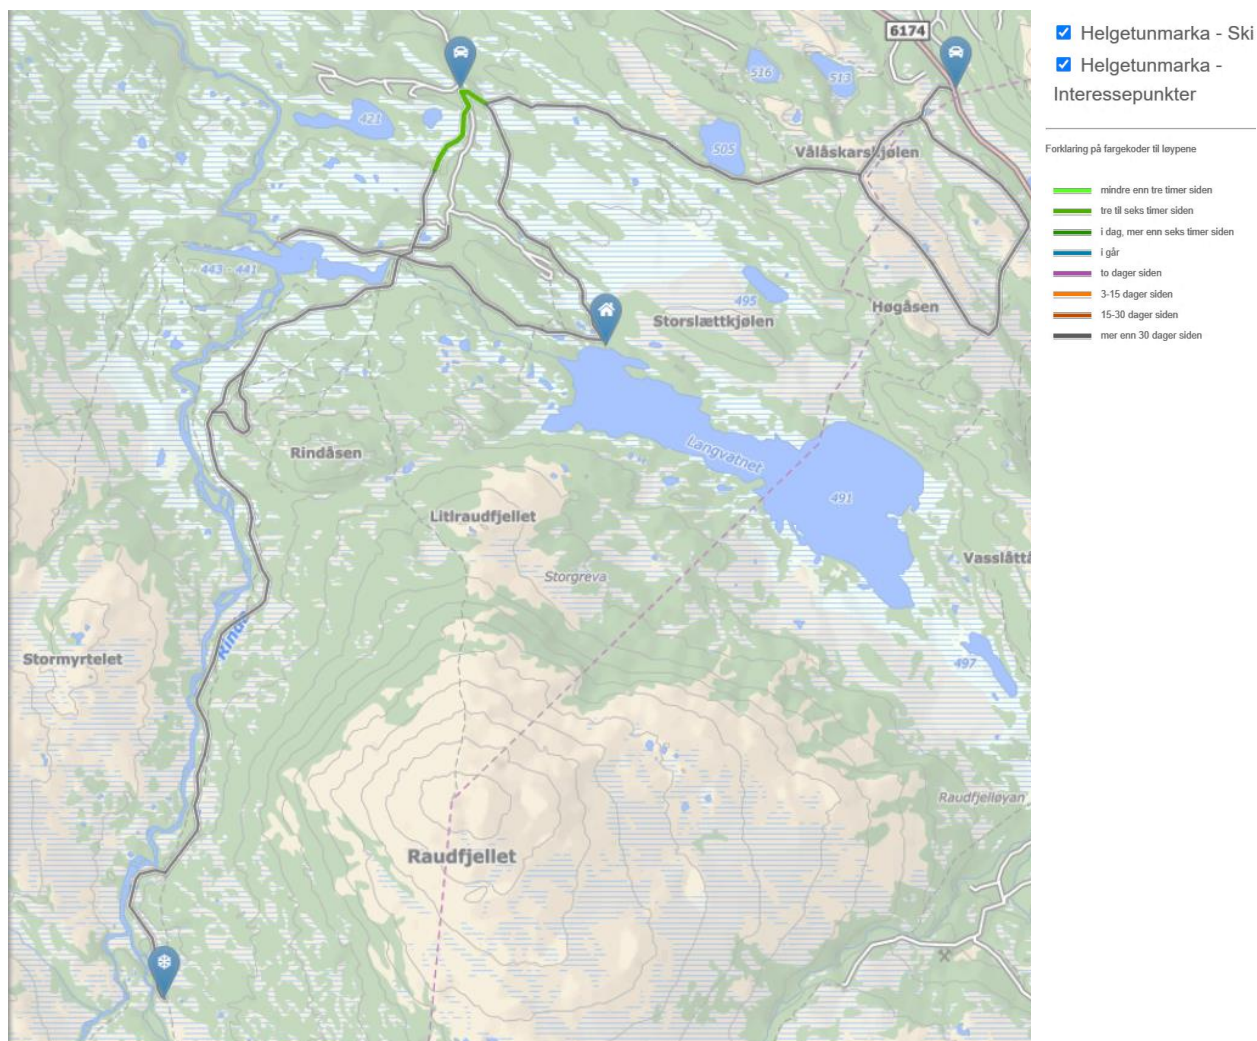 6174
Helgetunmarka - Ski
Helgetunmarka -
Interessepunkter
Forklaring på fargekoder til løypene
mindre enn tre timer siden
tre til seks timer siden
i dag, mer enn seks timer siden
i går
to dager siden
3-15 dager siden
15-30 dager siden
mer enn 30 dager siden
516
513
421
505
Vålåskarskjølen
443 - 441
495
Høgåsen
Storslættkjølen
Langvatnet
Rindåsen
491
Litlraudfjellet
Storgreva
Vasslåttå
Stormyrtelet
497
Raudfjelløyan
Raudfjellet